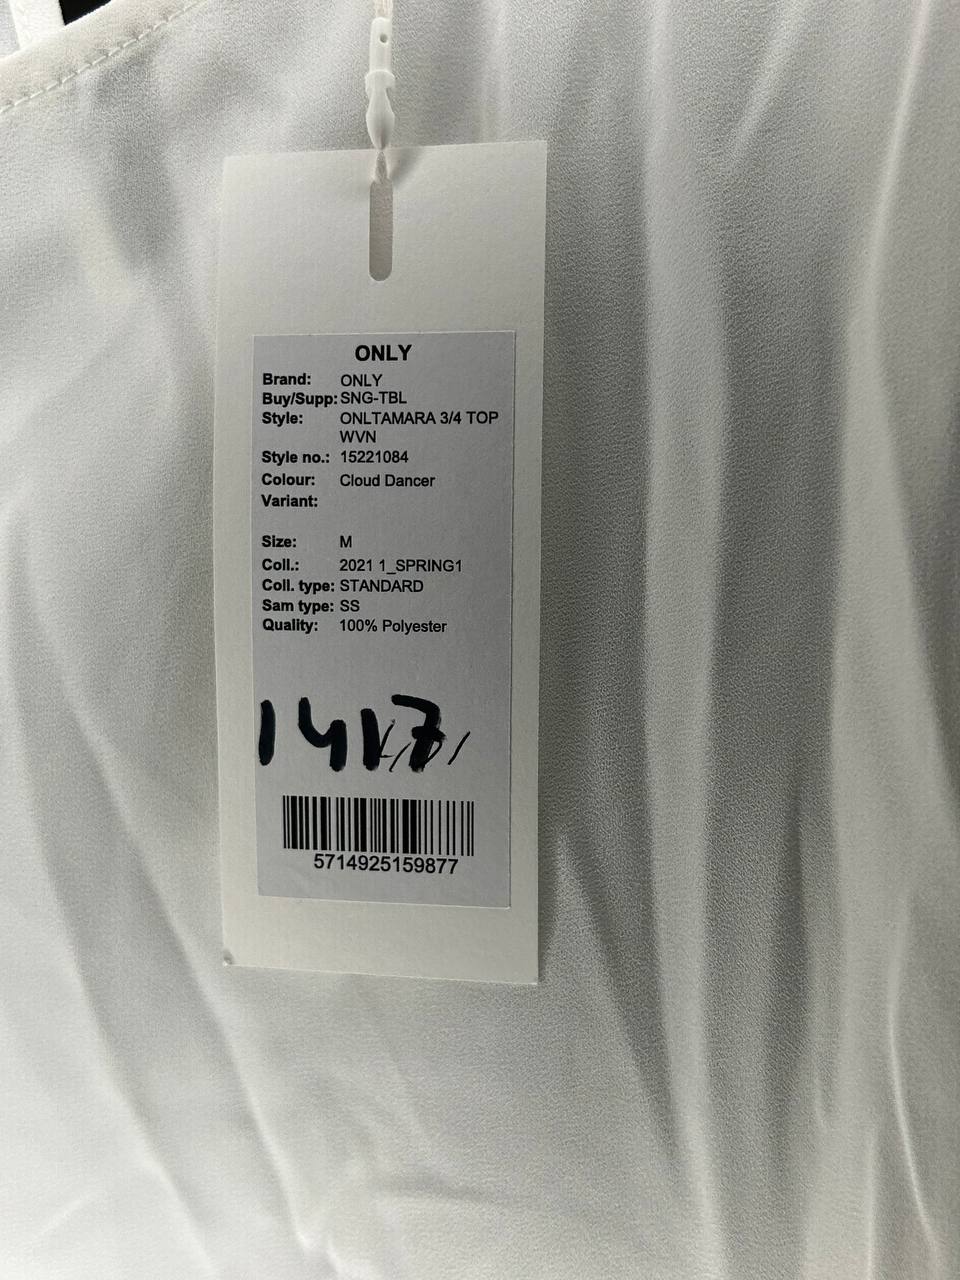 ONLY
Brand: ONLY
Buy/Supp: SNG-TBL
Style: ONLTAMARA 3/4 TOP
WVN
Style no.: 15221084
Colour: Cloud Dancer
Variant:
Size: M
Coll.: 2021 1_SPRING1
Coll. type: STANDARD
Sam type: SS
Quality: 100% Polyester
1417
5714925159877